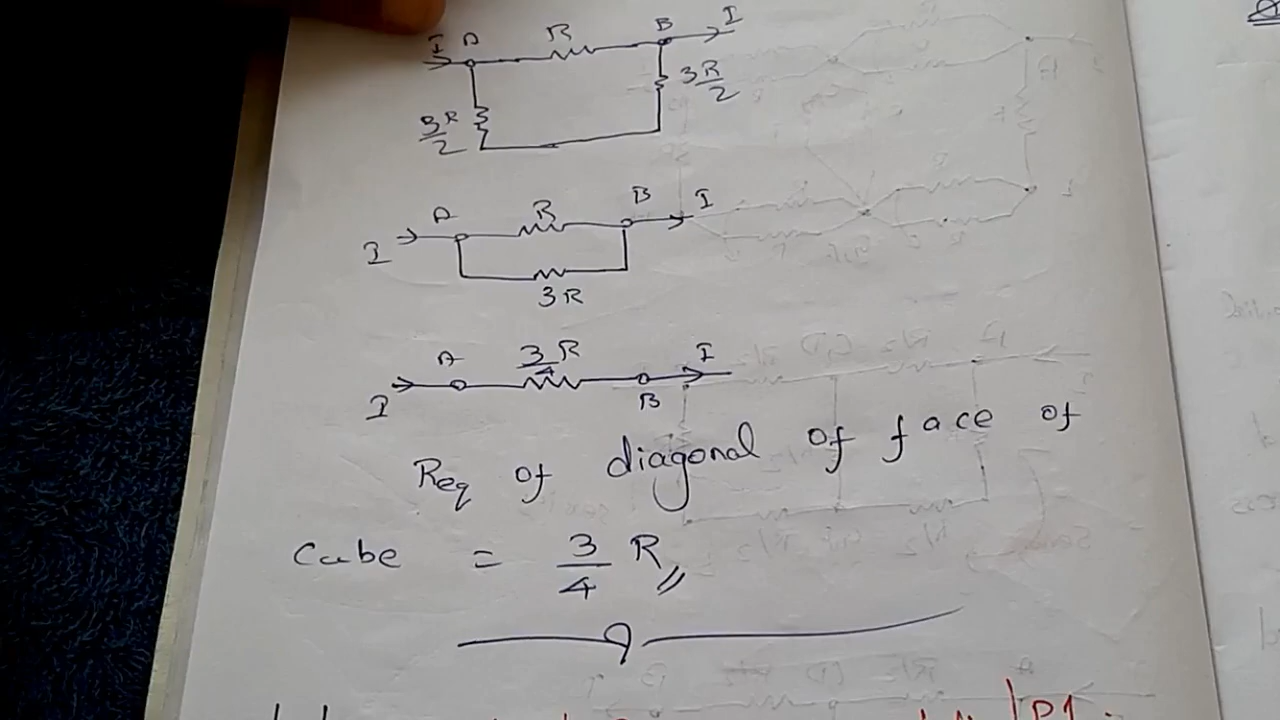 I A R B I
3R/2
3R/2
A R B I
I
3R
A 3/4 R I
I B
Req of diagonal of face of
Cube = 3/4 R